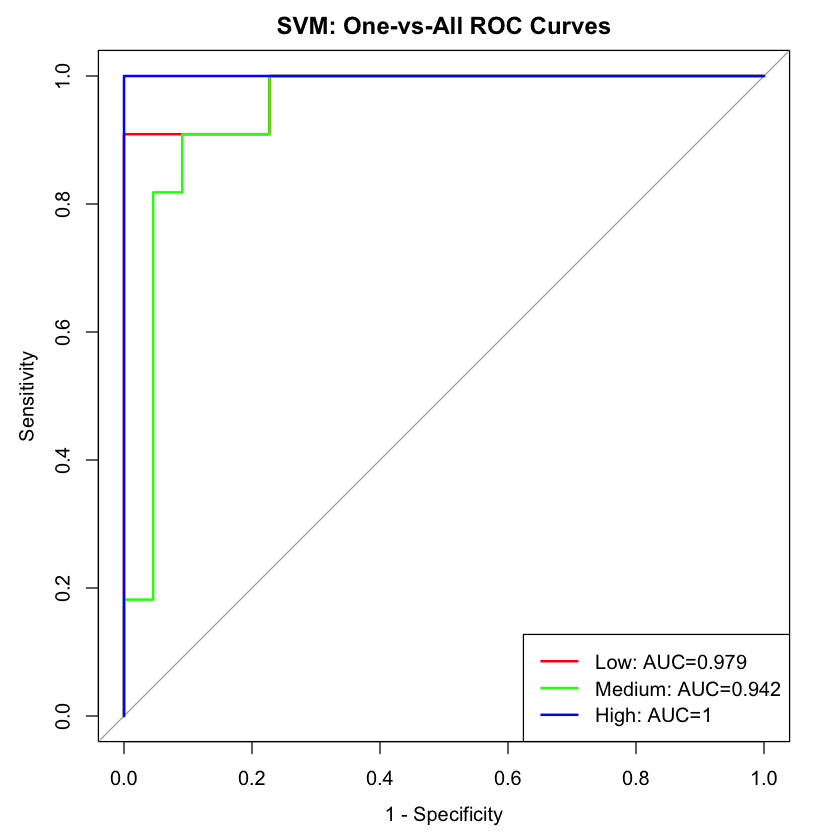 SVM: One-vs-All ROC Curves
Sensitivity
1.0
0.8
0.6
0.4
0.2
0.0
Low: AUC=0.979
Medium: AUC=0.942
High: AUC=1
0.0 0.2 0.4 0.6 0.8 1.0
1 - Specificity